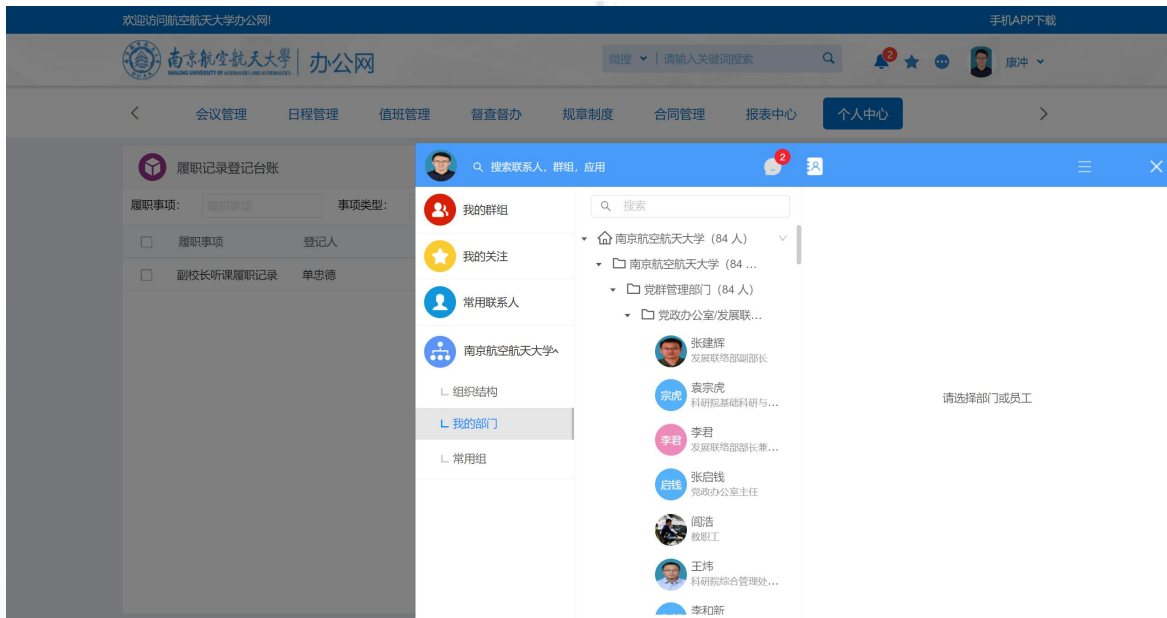 欢迎访问航空航天大学办公网!
手机APP下载
南京航空航天大學
NANJING UNIVERSITY OF AERONAUTICS AND ASTRONAUTICS
办公网
微搜 请输入关键词搜索
2
康冲
会议管理 日程管理 值班管理 督查督办 规章制度 合同管理 报表中心 个人中心
履职记录登记台账
履职事项: 履职事项 事项类型:
履职事项 登记人
副校长听课履职记录 单忠德
搜索联系人, 群组, 应用
2
我的群组
我的关注
常用联系人
南京航空航天大学
组织结构
我的部门
常用组
搜索
南京航空航天大学 (84 人)
南京航空航天大学 (84 ...
党群管理部门 (84 人)
党政办公室/发展联...
张建辉
发展联络部副部长
宗虎
袁宗虎
科研院基础科研与...
李君
李君
发展联络部部长兼...
启钱
张启钱
党政办公室主任
阎浩
教职工
王炜
科研院综合管理处...
李和新
请选择部门或员工